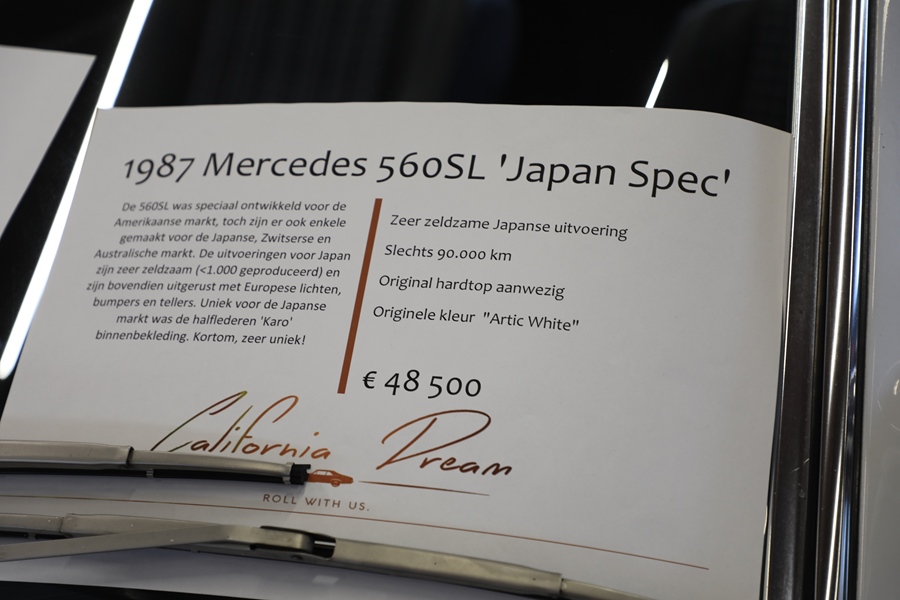 1987 Mercedes 560SL 'Japan Spec'
De 560SL was speciaal ontwikkeld voor de
Amerikaanse markt, toch zijn er ook enkele
gemaakt voor de Japanse, Zwitserse en
Australische markt. De uitvoeringen voor Japan
zijn zeer zeldzaam (<1.000 geproduceerd) en
zijn bovendien uitgerust met Europese lichten,
bumpers en tellers. Uniek voor de Japanse
markt was de halflederen 'Karo'
binnenbekleding. Kortom, zeer uniek!
Zeer zeldzame Japanse uitvoering
Slechts 90.000 km
Original hardtop aanwezig
Originele kleur "Artic White"
€ 48 500
California Dream
ROLL WITH US.